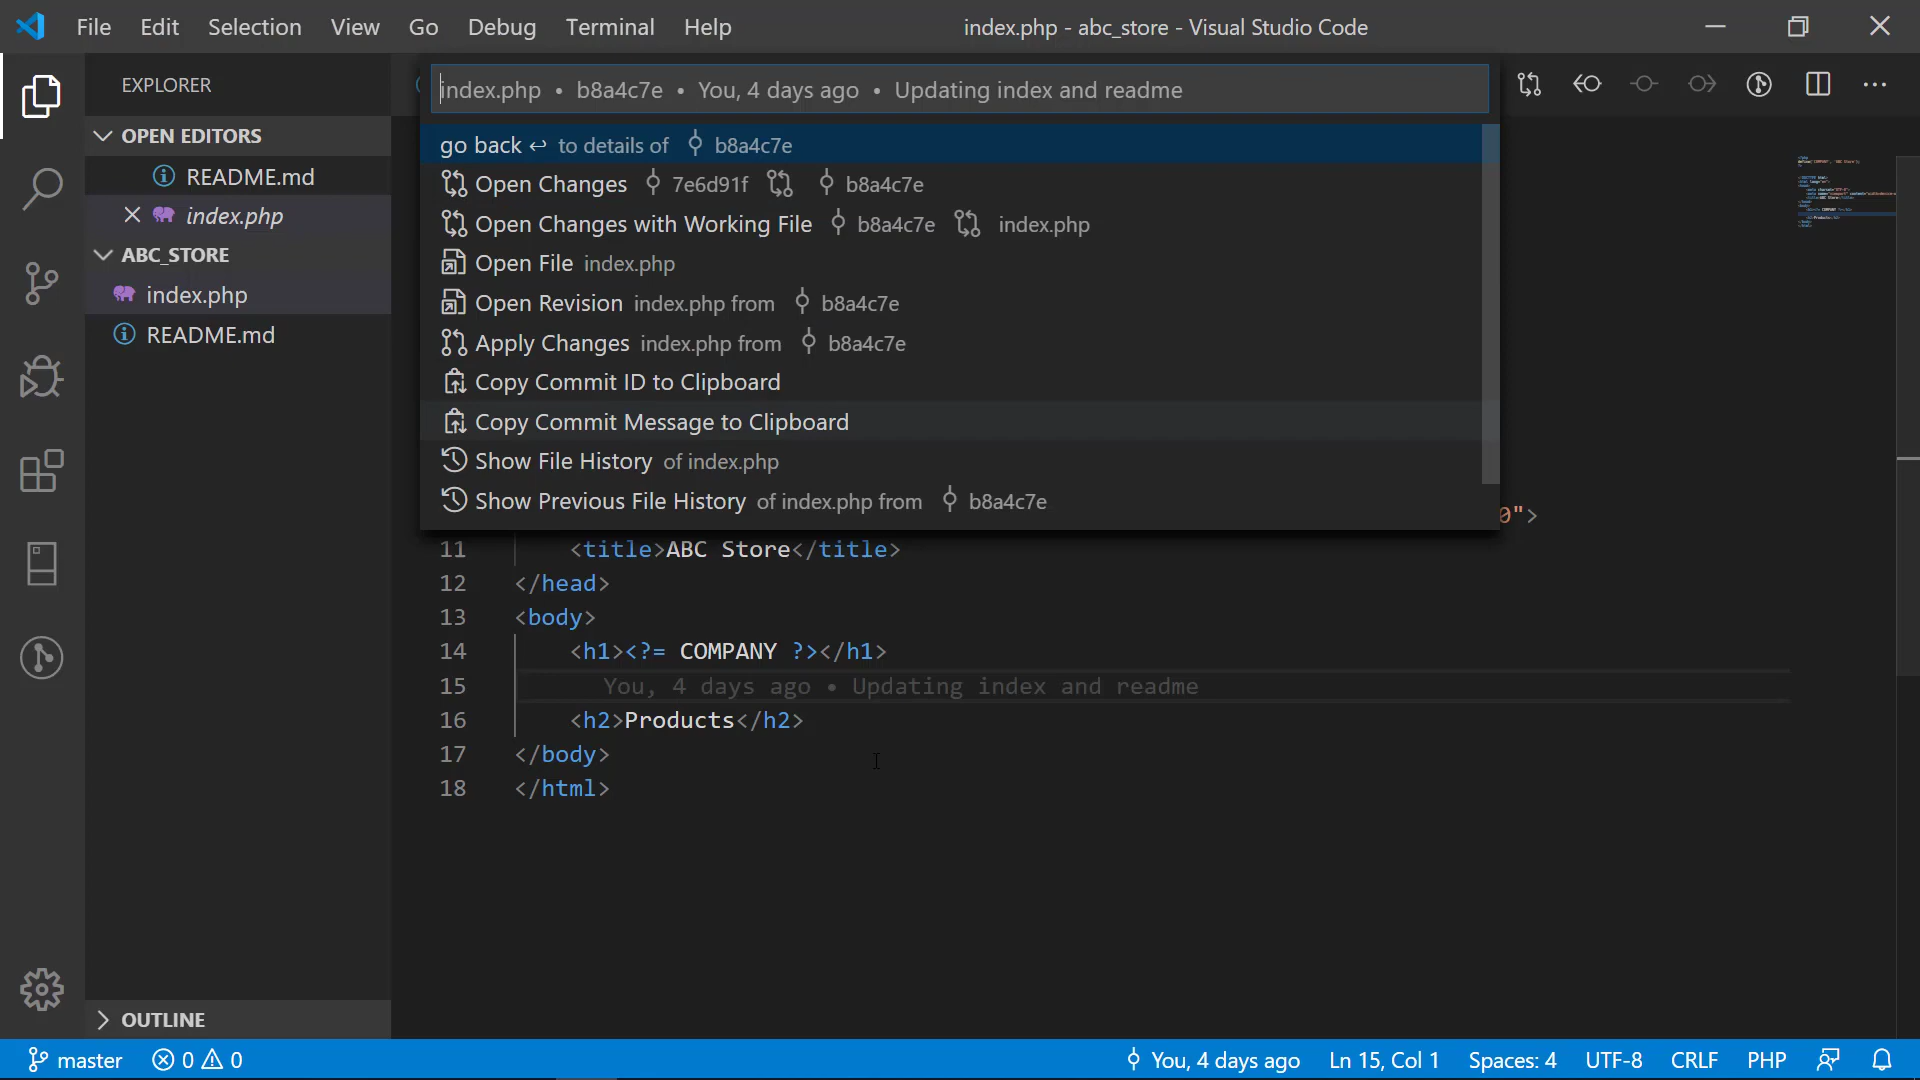 File Edit Selection View Go Debug Terminal Help
index.php - abc_store - Visual Studio Code
EXPLORER
OPEN EDITORS
README.md
index.php
ABC_STORE
index.php
README.md
OUTLINE
index.php • b8a4c7e • You, 4 days ago • Updating index and readme
go back ↩ to details of b8a4c7e
Open Changes 7e6d91f b8a4c7e
Open Changes with Working File b8a4c7e index.php
Open File index.php
Open Revision index.php from b8a4c7e
Apply Changes index.php from b8a4c7e
Copy Commit ID to Clipboard
Copy Commit Message to Clipboard
Show File History of index.php
Show Previous File History of index.php from b8a4c7e
0">
11 <title>ABC Store</title>
12 </head>
13 <body>
14 <h1><?= COMPANY ?></h1>
15 You, 4 days ago • Updating index and readme
16 <h2>Products</h2>
17 </body>
18 </html>
master 0 0
You, 4 days ago Ln 15, Col 1 Spaces: 4 UTF-8 CRLF PHP